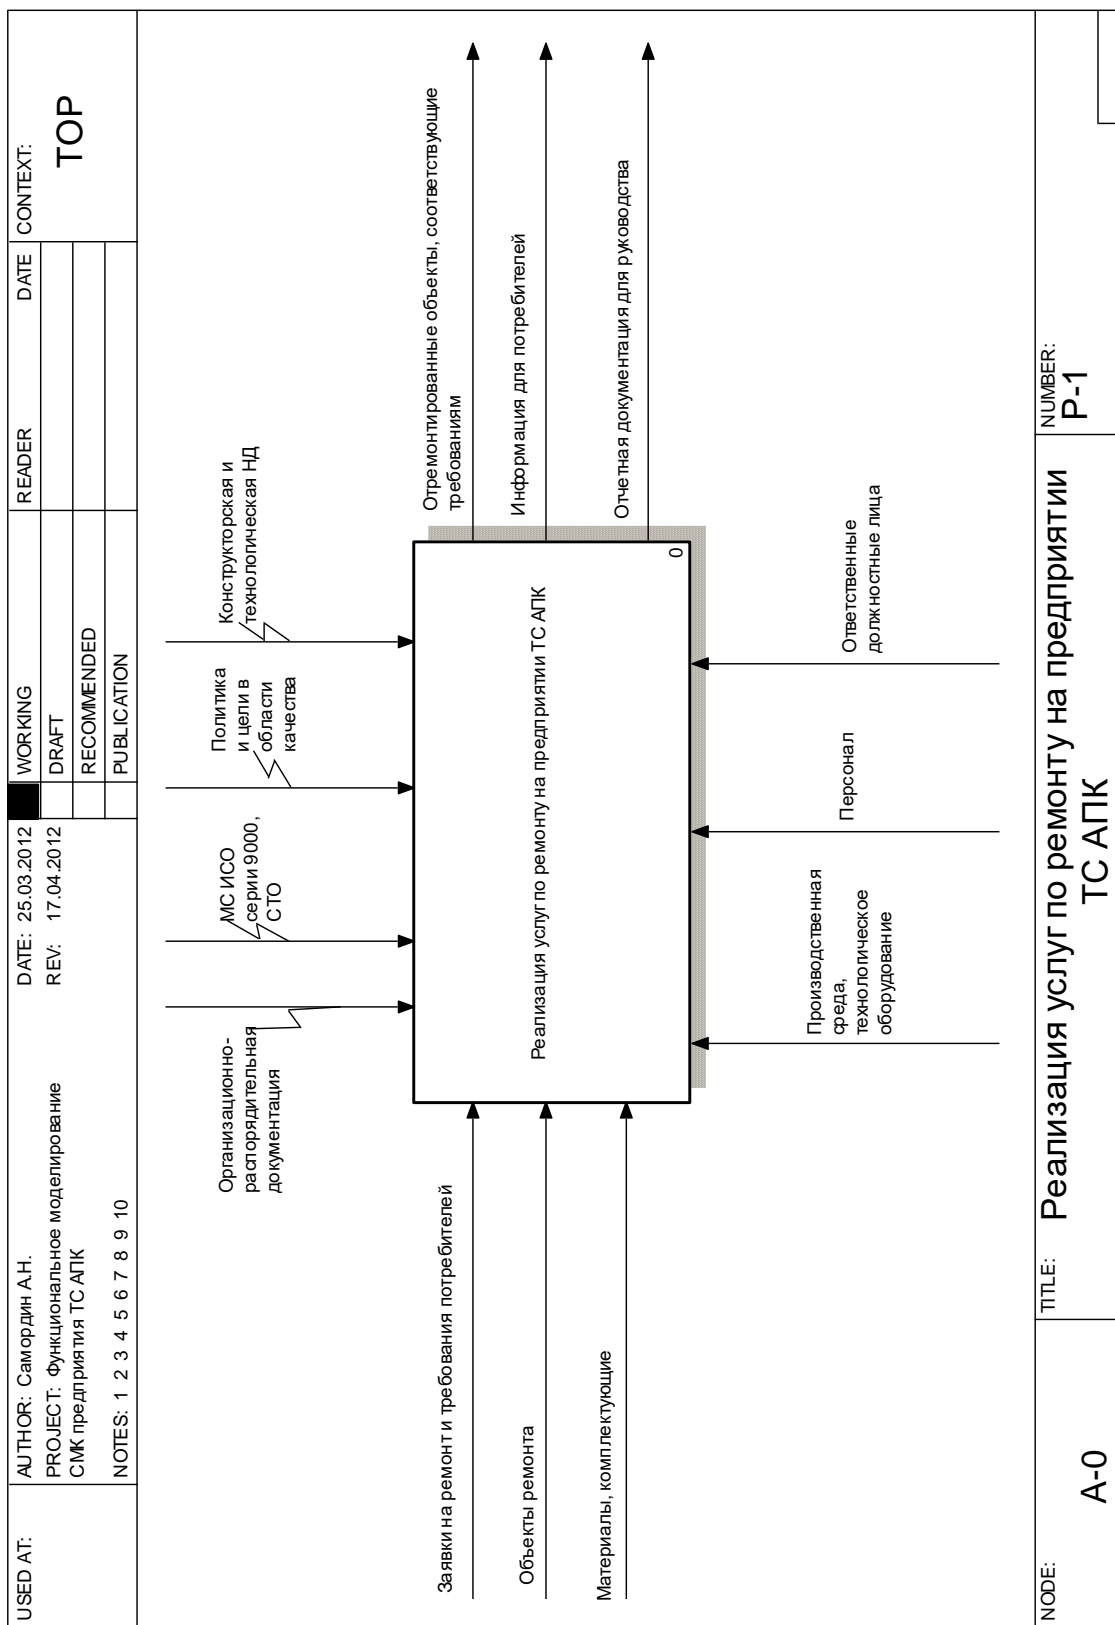 USED AT:
AUTHOR: Самордин А.Н.
DATE: 25.03.2012
PROJECT: Функциональное моделирование
СМК предприятия ТС АПК
REV: 17.04.2012
NOTES: 1 2 3 4 5 6 7 8 9 10
WORKING
DRAFT
RECOMMENDED
PUBLICATION
READER
DATE
CONTEXT:
TOP
Организационно-
распорядительная
документация
МС ИСО
серии 9000,
СТО
Политика
и цели в
области
качества
Конструкторская и
технологическая НД
Заявки на ремонт и требования потребителей
Объекты ремонта
Материалы, комплектующие
Реализация услуг по ремонту на предприятии ТС АПК
0
Отремонтированные объекты, соответствующие
требованиям
Информация для потребителей
Отчетная документация для руководства
Производственная
среда,
технологическое
оборудование
Персонал
Ответственные
должностные лица
NODE:
A-0
TITLE:
Реализация услуг по ремонту на предприятии
ТС АПК
NUMBER:
P-1